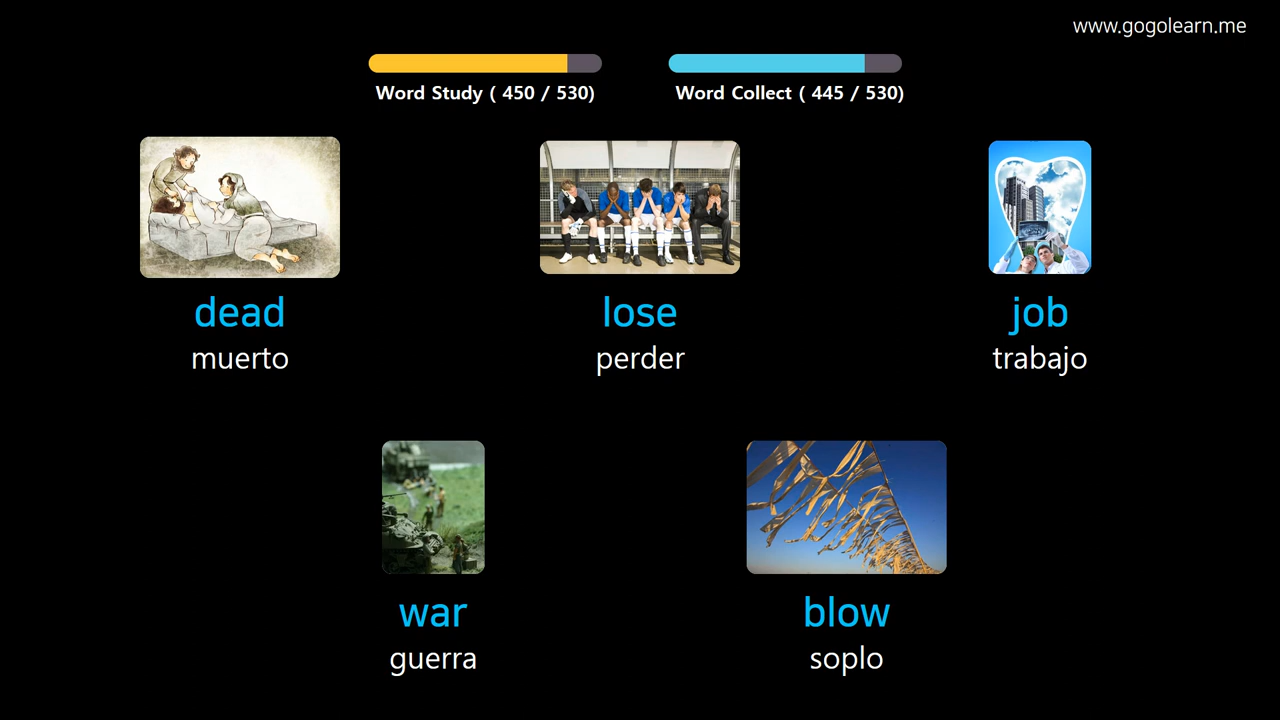 www.gogolearn.me
Word Study ( 450 / 530)
Word Collect ( 445 / 530)
dead
muerto
lose
perder
job
trabajo
war
guerra
blow
soplo